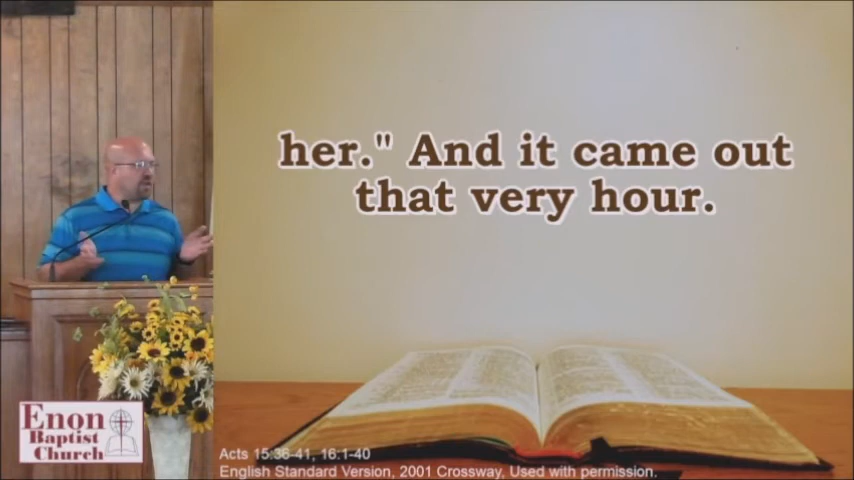 her." And it came out
that very hour.
Enon
Baptist
Church
Acts 15:36-41, 16:1-40
English Standard Version, 2001 Crossway, Used with permission.